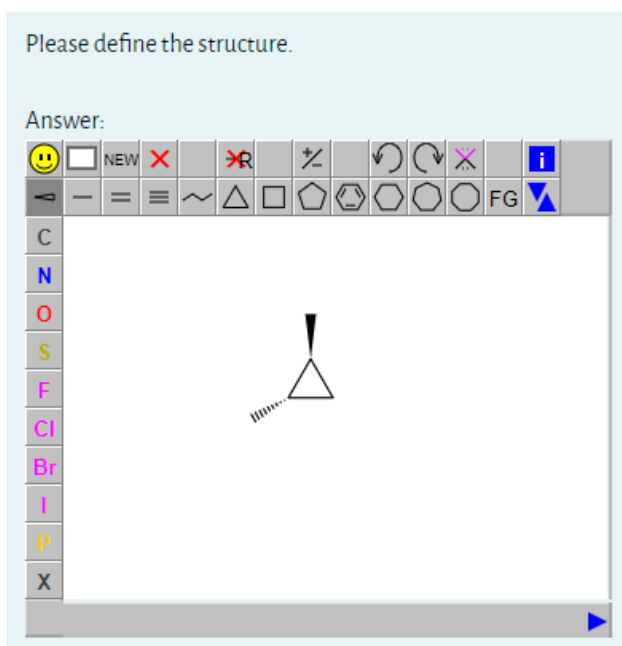 Please define the structure.
Answer:
NEW R +/- i
FG
C
N
O
S
F
Cl
Br
I
P
X